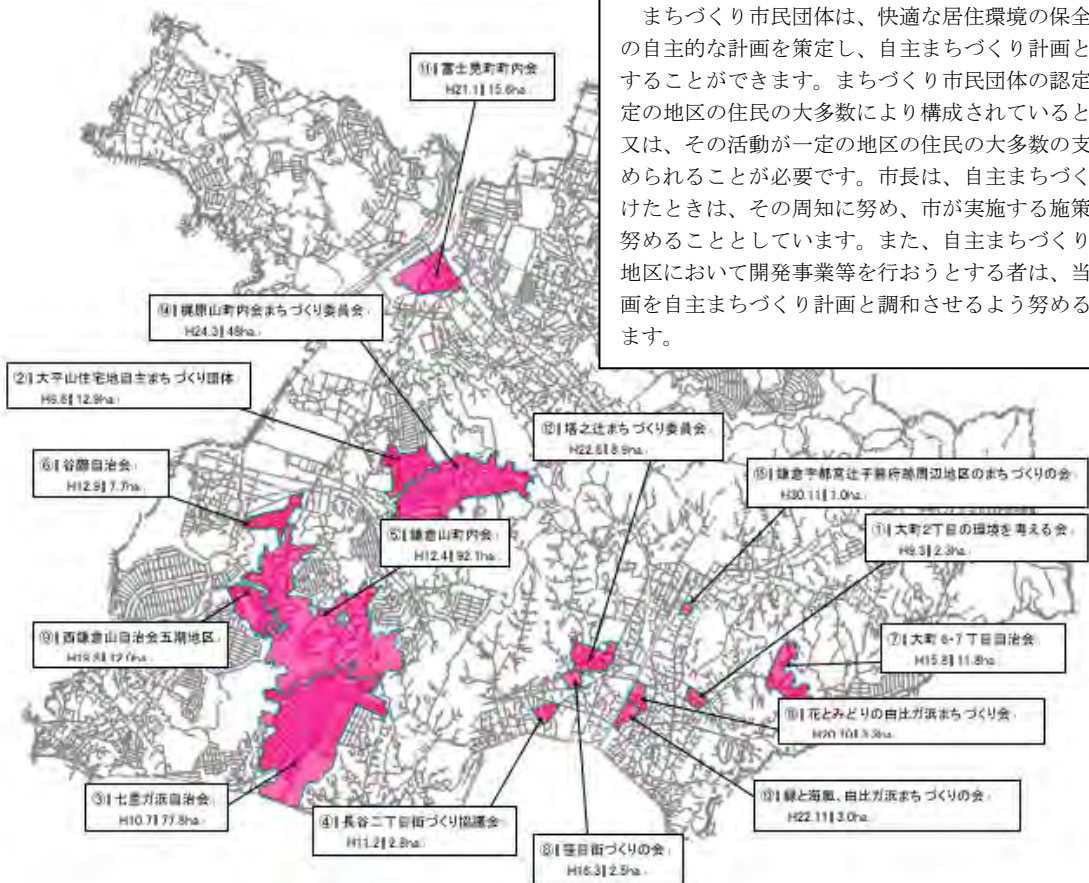 まちづくり市民団体は、快適な居住環境の保全
の自主的な計画を策定し、自主まちづくり計画と
することができます。まちづくり市民団体の認定
定の地区の住民の大多数により構成されていると
又は、その活動が一定の地区の住民の大多数の支
められることが必要です。市長は、自主まちづく
けたときは、その周知に努め、市が実施する施策
努めることとしています。また、自主まちづくり
地区において開発事業等を行おうとする者は、当
画を自主まちづくり計画と調和させるよう努める
ます。
⑪ 富士見町町内会
H21.1 15.6ha
⑭ 梶原山町内会まちづくり委員会
H24.3 48ha
② 大平山住宅地自主まちづくり団体
12.9ha
⑫ 塔之辻まちづくり委員会
8.9ha
⑥ 谷際自治会
H12.9 7.7ha
⑮ 鎌倉宇都宮辻子幕府跡周辺地区のまちづくりの会
H30.11 1.0ha
⑤ 鎌倉山町内会
H12.4 92.1ha
① 大町2丁目の環境を考える会
H9.3 2.3ha
⑨ 西鎌倉山自治会五期地区
⑦ 大町6・7丁目自治会
H15.8 11.8ha
⑩ 花とみどりの由比ガ浜まちづくり会
H20.10 3.3ha
③ 七里ガ浜自治会
H10.7 77.8ha
④ 長谷二丁目街づくり協議会
H11.2 2.8ha
⑬ 緑と海風、由比ガ浜まちづくりの会
H22.11 3.0ha
⑧ 笹目街づくりの会
H16.3 2.5ha